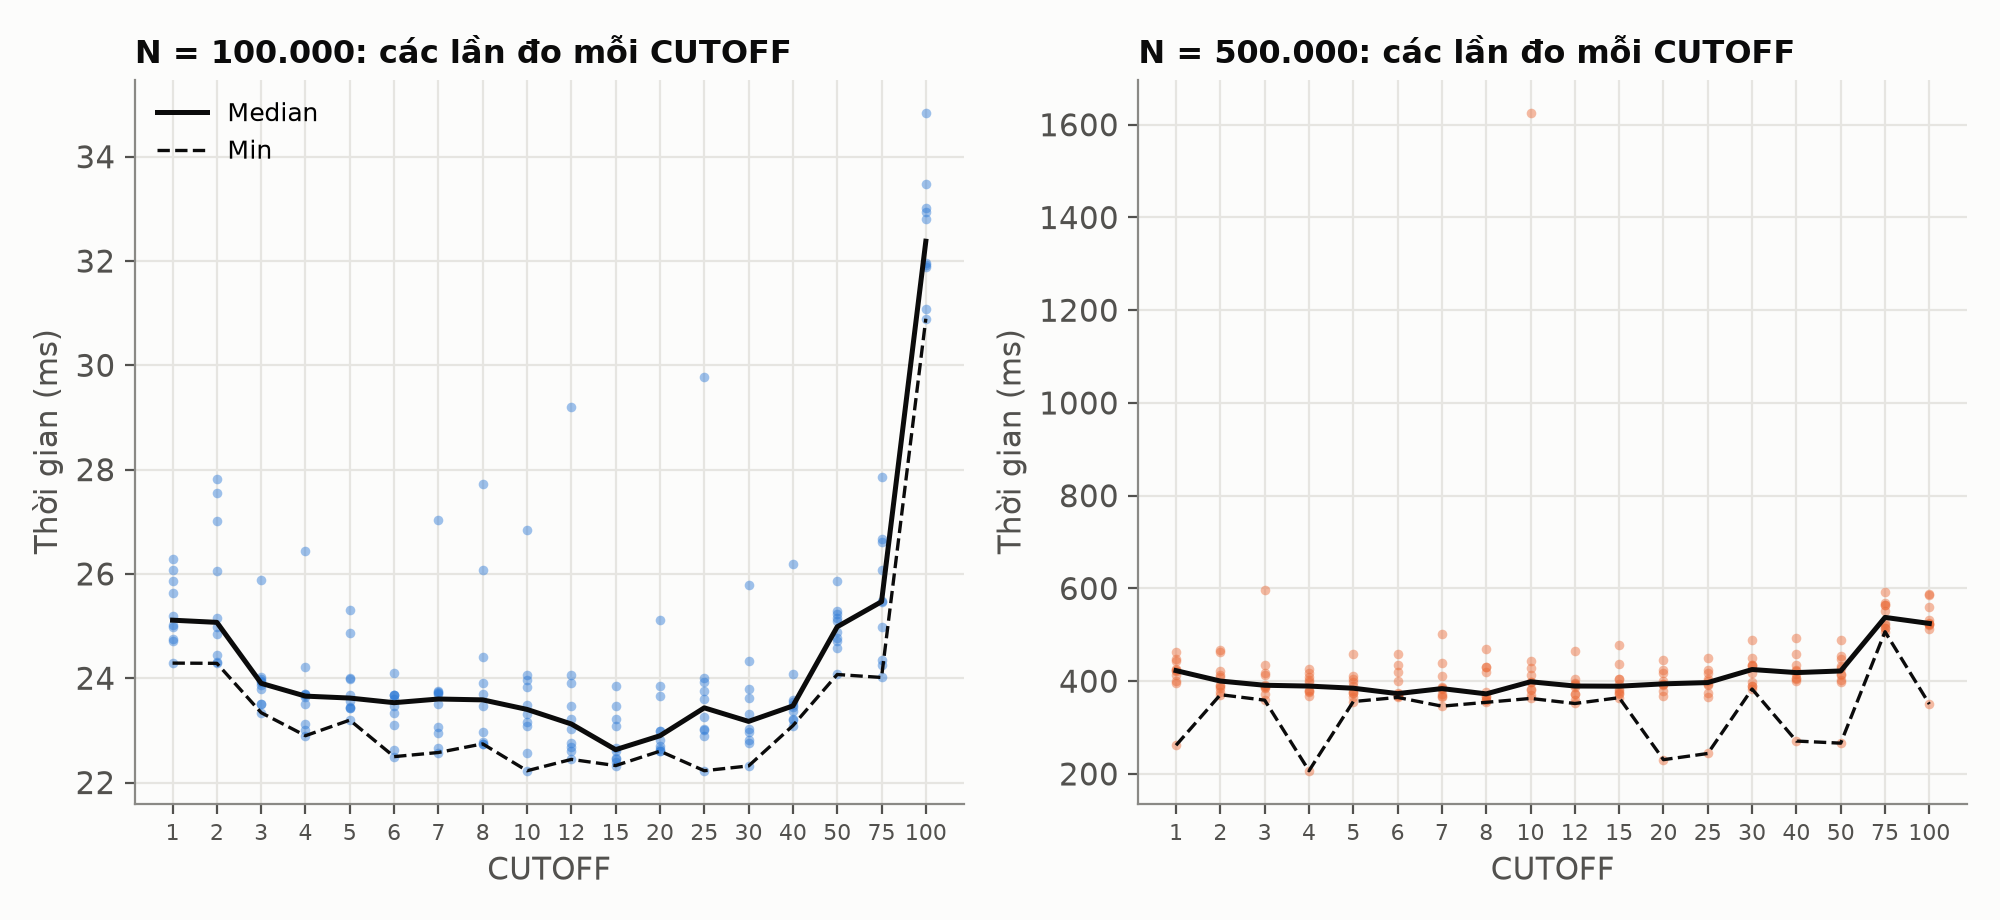 N = 100.000: các lần đo mỗi CUTOFF
Median
Min
34
32
30
28
26
24
22
Thời gian (ms)
1 2 3 4 5 6 7 8 10 12 15 20 25 30 40 50 75 100
CUTOFF
N = 500.000: các lần đo mỗi CUTOFF
1600
1400
1200
1000
800
600
400
200
Thời gian (ms)
1 2 3 4 5 6 7 8 10 12 15 20 25 30 40 50 75 100
CUTOFF